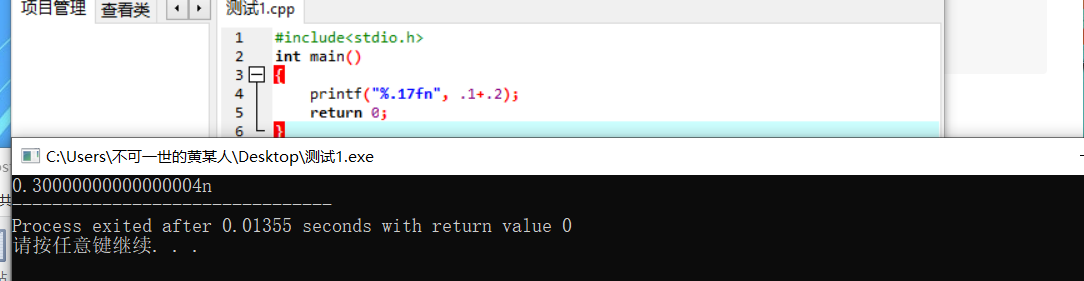 项目管理 查看类
测试1.cpp
1 #include<stdio.h>
2 int main()
3 {
4 printf("%.17fn", .1+.2);
5 return 0;
6 }
C:\Users\不可一世的黄某人\Desktop\测试1.exe
0.30000000000000004n
--------------------------------
Process exited after 0.01355 seconds with return value 0
请按任意键继续. . .